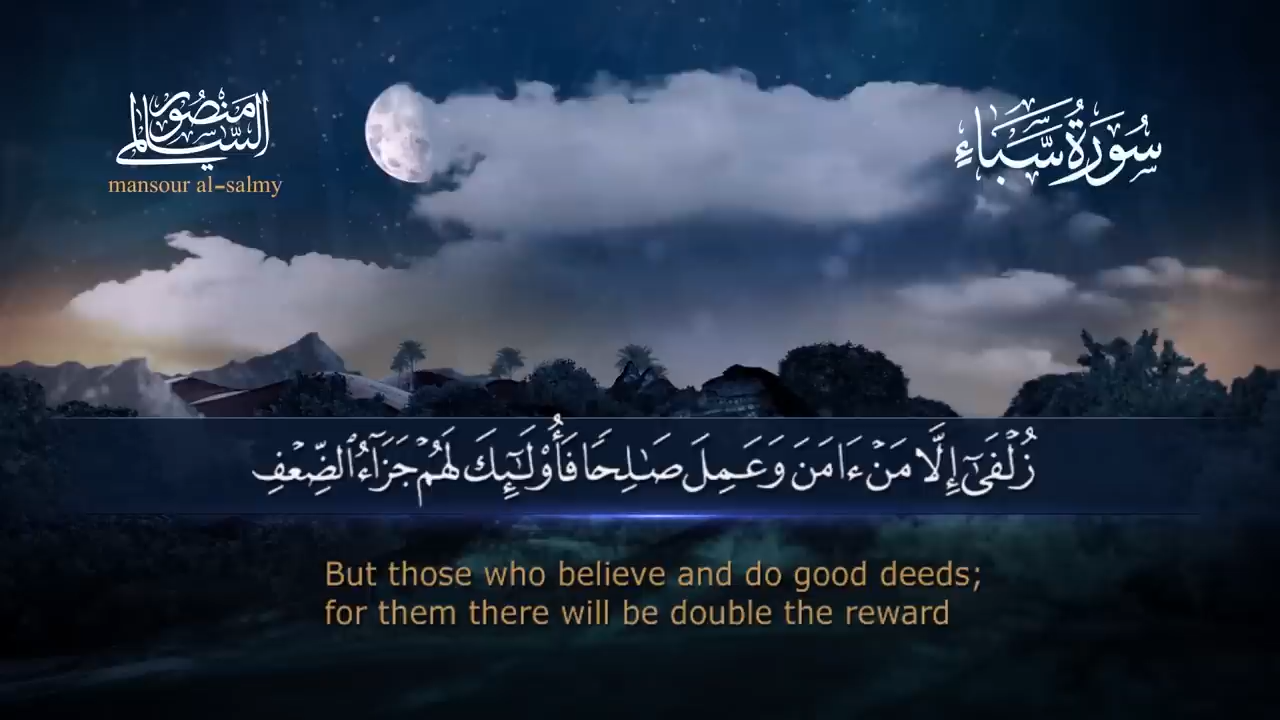 منصور السالمي
mansour al-salmy
سُورَةُ سَبَإٍ
زُلْفَىٰٓ إِلَّا مَنْ ءَامَنَ وَعَمِلَ صَـٰلِحًا فَأُو۟لَـٰٓئِكَ لَهُمْ جَزَآءُ ٱلضِّعْفِ
But those who believe and do good deeds;
for them there will be double the reward